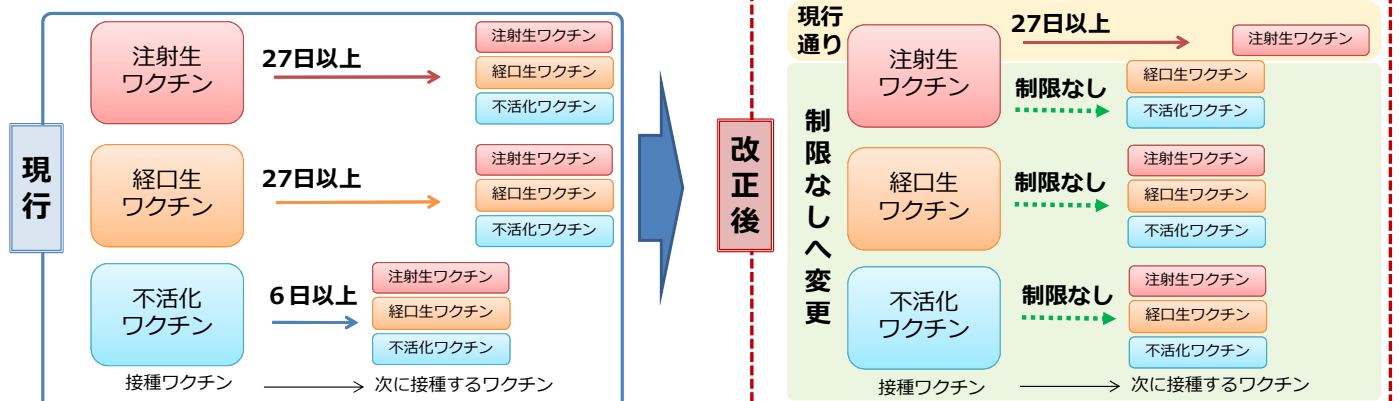 現行
注射生
ワクチン
27日以上
注射生ワクチン
経口生ワクチン
不活化ワクチン
経口生
ワクチン
27日以上
注射生ワクチン
経口生ワクチン
不活化ワクチン
不活化
ワクチン
6日以上
注射生ワクチン
経口生ワクチン
不活化ワクチン
接種ワクチン
次に接種するワクチン
改正後
現行
通り
注射生
ワクチン
27日以上
注射生ワクチン
制限なしへ変更
制限なし
経口生ワクチン
不活化ワクチン
経口生
ワクチン
制限なし
注射生ワクチン
経口生ワクチン
不活化ワクチン
不活化
ワクチン
制限なし
注射生ワクチン
経口生ワクチン
不活化ワクチン
接種ワクチン
次に接種するワクチン